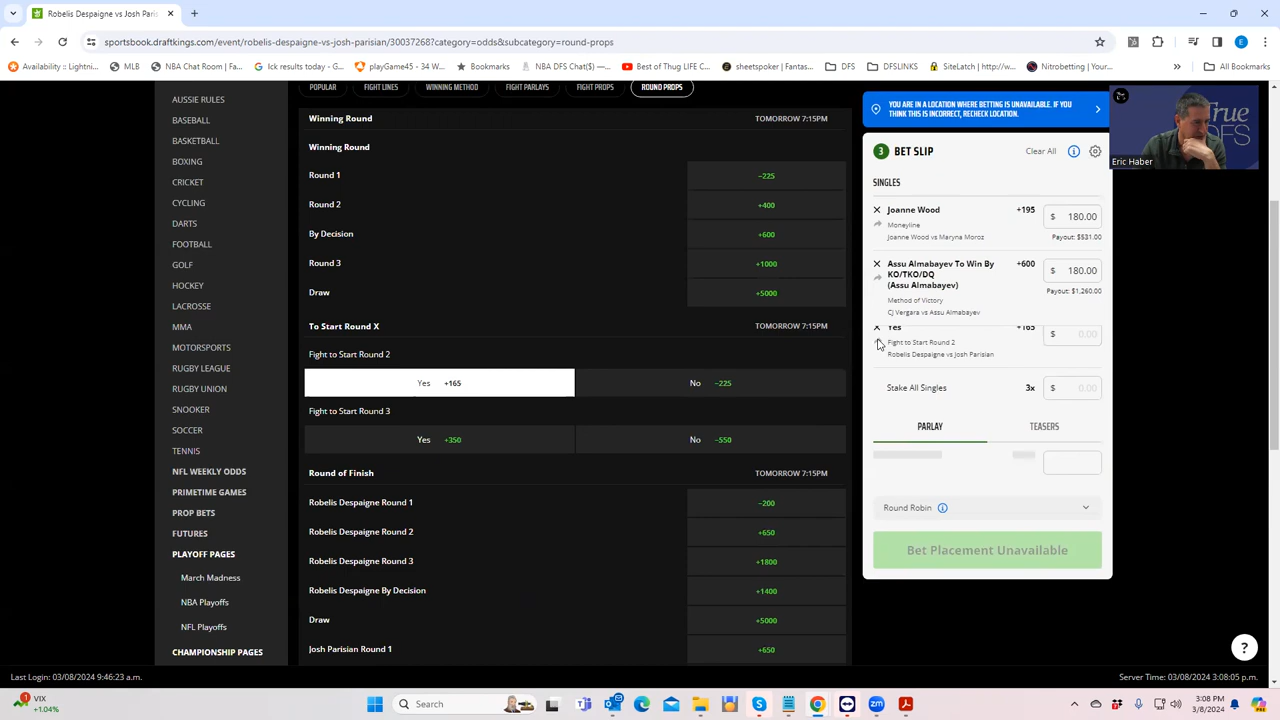 Robelis Despaigne vs Josh Paris
sportsbook.draftkings.com/event/robelis-despaigne-vs-josh-parisian/30037268?category=odds&subcategory=round-props
Availability :: Lightni... MLB NBA Chat Room ( Fa... Ick results today - G... playGame45 - 34 W... Bookmarks NBA DFS Chat($) —... Best of Thug LIFE C... sheetspoker | Fantas... DFS DFSLINKS SiteLatch (http://ww... Nitrobetting | Your... All Bookmarks
POPULAR FIGHT LINES WINNING METHOD FIGHT PARLAYS FIGHT PROPS ROUND PROPS
AUSSIE RULES
BASEBALL
BASKETBALL
BOXING
CRICKET
CYCLING
DARTS
FOOTBALL
GOLF
HOCKEY
LACROSSE
MMA
MOTORSPORTS
RUGBY LEAGUE
RUGBY UNION
SNOOKER
SOCCER
TENNIS
NFL WEEKLY ODDS
PRIMETIME GAMES
PROP BETS
FUTURES
PLAYOFF PAGES
March Madness
NBA Playoffs
NFL Playoffs
CHAMPIONSHIP PAGES
Winning Round TOMORROW 7:15PM
Winning Round
Round 1 −225
Round 2 +400
By Decision +600
Round 3 +1000
Draw +5000
To Start Round X TOMORROW 7:15PM
Fight to Start Round 2
Yes +165 No −225
Fight to Start Round 3
Yes +350 No −550
Round of Finish TOMORROW 7:15PM
Robelis Despaigne Round 1 −200
Robelis Despaigne Round 2 +650
Robelis Despaigne Round 3 +1800
Robelis Despaigne By Decision +1400
Draw +5000
Josh Parisian Round 1 +650
YOU ARE IN A LOCATION WHERE BETTING IS UNAVAILABLE. IF YOU
THINK THIS IS INCORRECT, RECHECK LOCATION.
3 BET SLIP Clear All
SINGLES
Joanne Wood +195 $ 180.00
Moneyline
Joanne Wood vs Maryna Moroz Payout: $531.00
Assu Almabayev To Win By +600 $ 180.00
KO/TKO/DQ
(Assu Almabayev) Payout: $1,260.00
Method of Victory
CJ Vergara vs Assu Almabayev
Yes +165 $ 0.00
Fight to Start Round 2
Robelis Despaigne vs Josh Parisian
Stake All Singles 3x $ 0.00
PARLAY TEASERS
Round Robin
Bet Placement Unavailable
True
DFS
Eric Haber
?
Last Login: 03/08/2024 9:46:23 a.m. Server Time: 03/08/2024 3:08:05 p.m.
VIX
+1.04%
Search
3:08 PM
3/8/2024